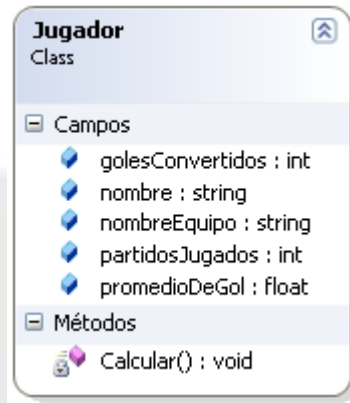 Jugador
Class
Campos
golesConvertidos : int
nombre : string
nombreEquipo : string
partidosJugados : int
promedioDeGol : float
Métodos
Calcular() : void